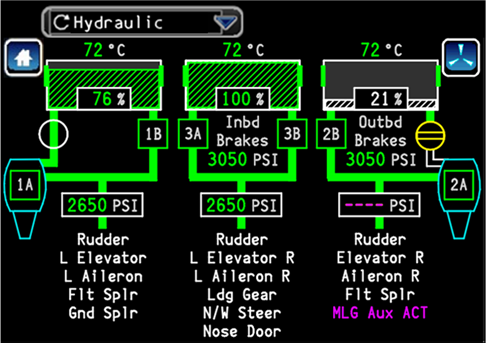 Hydraulic
72 °C 72 °C 72 °C
76 % 100 % 21 %
1B 3A Inbd Brakes 3B 2B Outbd Brakes
3050 PSI 3050 PSI
1A 2A
2650 PSI 2650 PSI ---- PSI
Rudder Rudder Rudder
L Elevator L Elevator R Elevator R
L Aileron L Aileron R Aileron R
Flt Splr Ldg Gear Flt Splr
Gnd Splr N/W Steer MLG Aux ACT
Nose Door